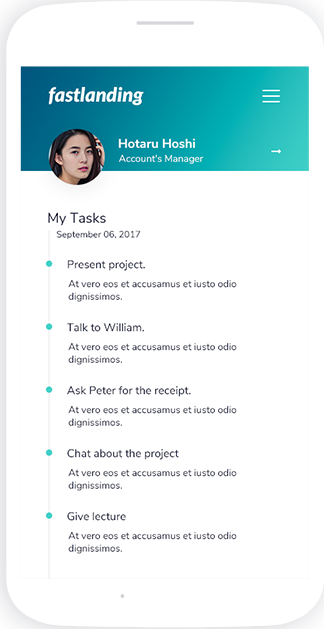 fastlanding
Hotaru Hoshi
Account's Manager
My Tasks
September 06, 2017
Present project.
At vero eos et accusamus et iusto odio
dignissimos.
Talk to William.
At vero eos et accusamus et iusto odio
dignissimos.
Ask Peter for the receipt.
At vero eos et accusamus et iusto odio
dignissimos.
Chat about the project
At vero eos et accusamus et iusto odio
dignissimos.
Give lecture
At vero eos et accusamus et iusto odio
dignissimos.